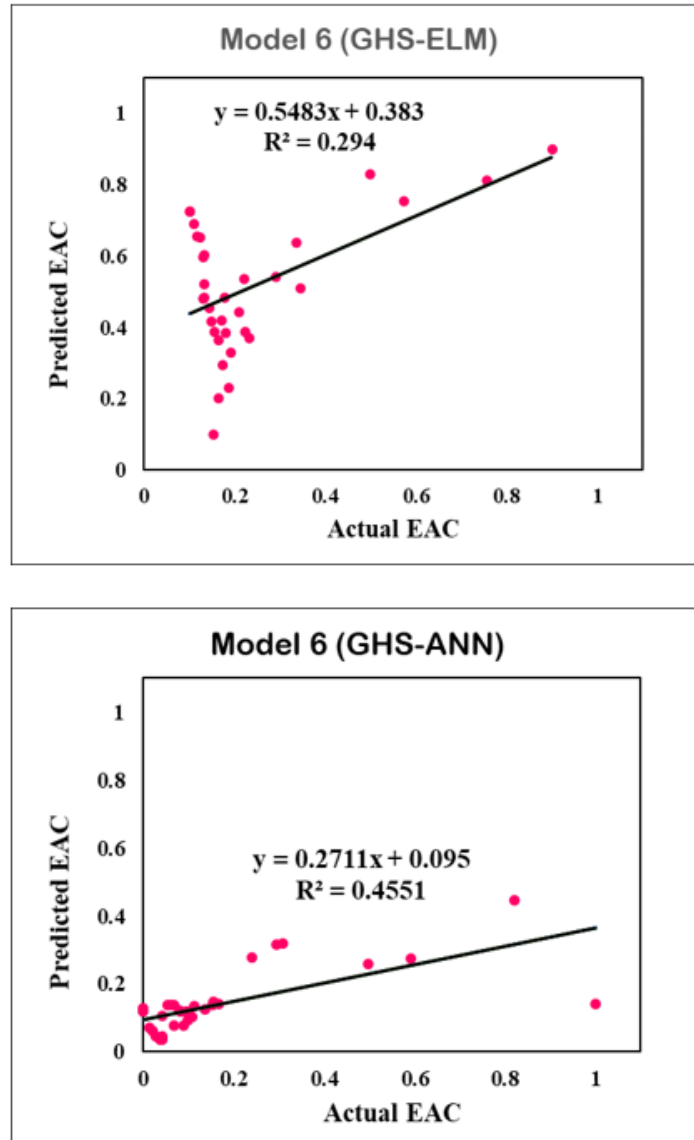 Model 6 (GHS-ELM)
y = 0.5483x + 0.383
R² = 0.294
1
0.8
0.6
0.4
0.2
0
Predicted EAC
0 0.2 0.4 0.6 0.8 1
Actual EAC
Model 6 (GHS-ANN)
1
0.8
0.6
0.4
0.2
0
Predicted EAC
y = 0.2711x + 0.095
R² = 0.4551
0 0.2 0.4 0.6 0.8 1
Actual EAC